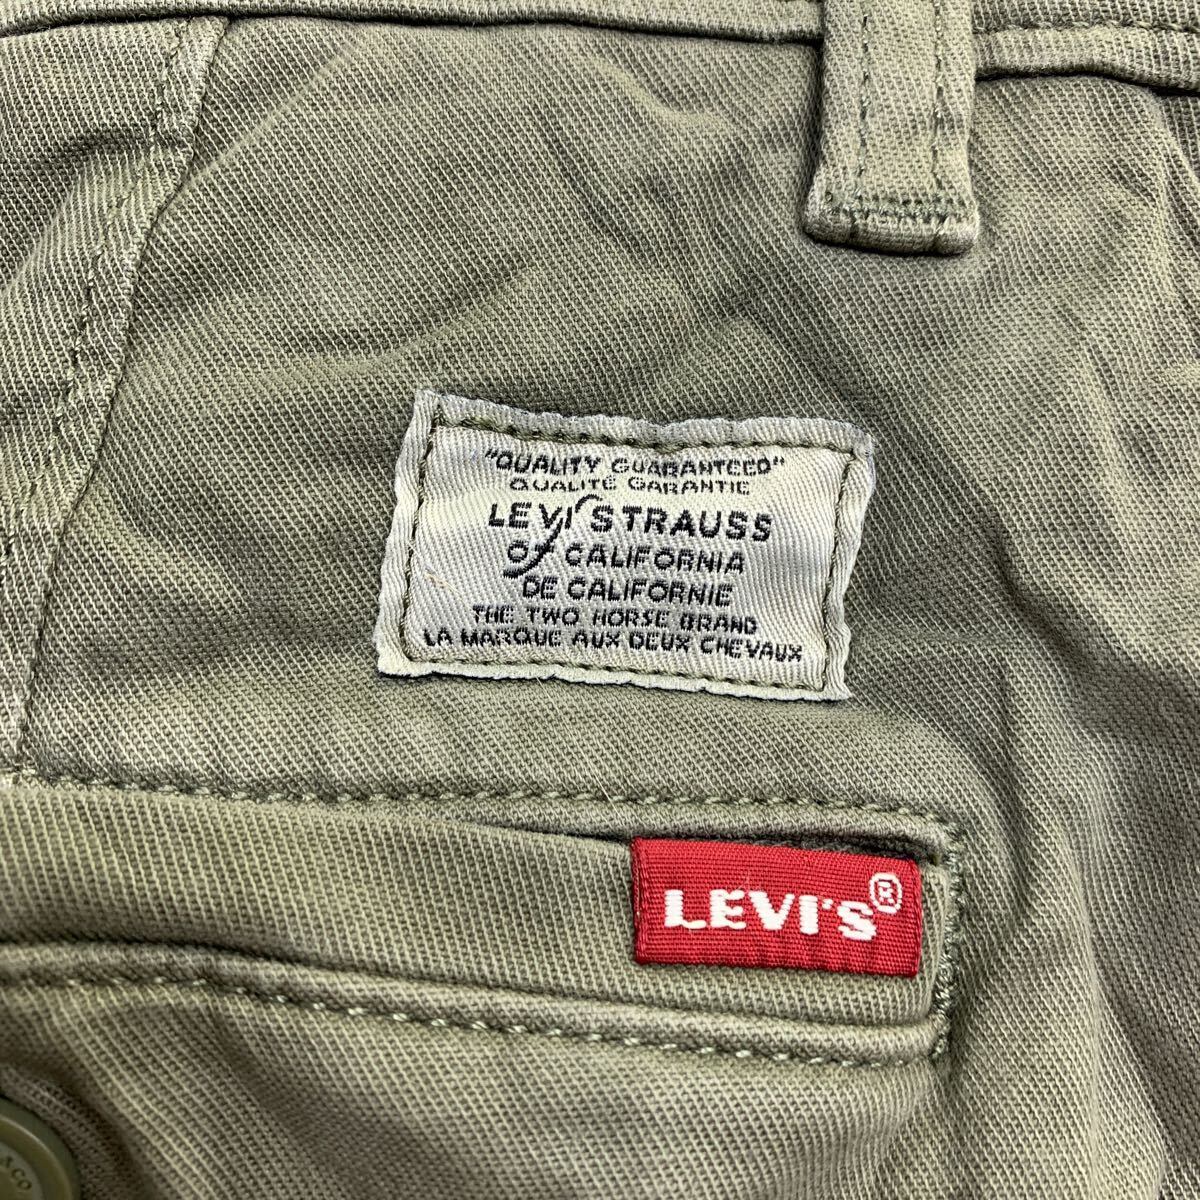 "QUALITY GUARANTEED"
QUALITÉ GARANTIE
LEVI STRAUSS
OF CALIFORNIA
DE CALIFORNIE
THE TWO HORSE BRAND
LA MARQUE AUX DEUX CHEVAUX
LEVI'S®
&CO